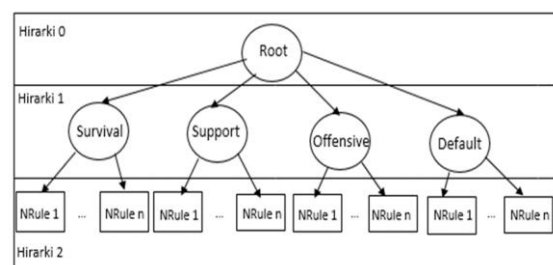 Hirarki 0
Root
Hirarki 1
Survival
Support
Offensive
Default
NRule 1 ... NRule n NRule 1 ... NRule n NRule 1 ... NRule n NRule 1 ... NRule n
Hirarki 2